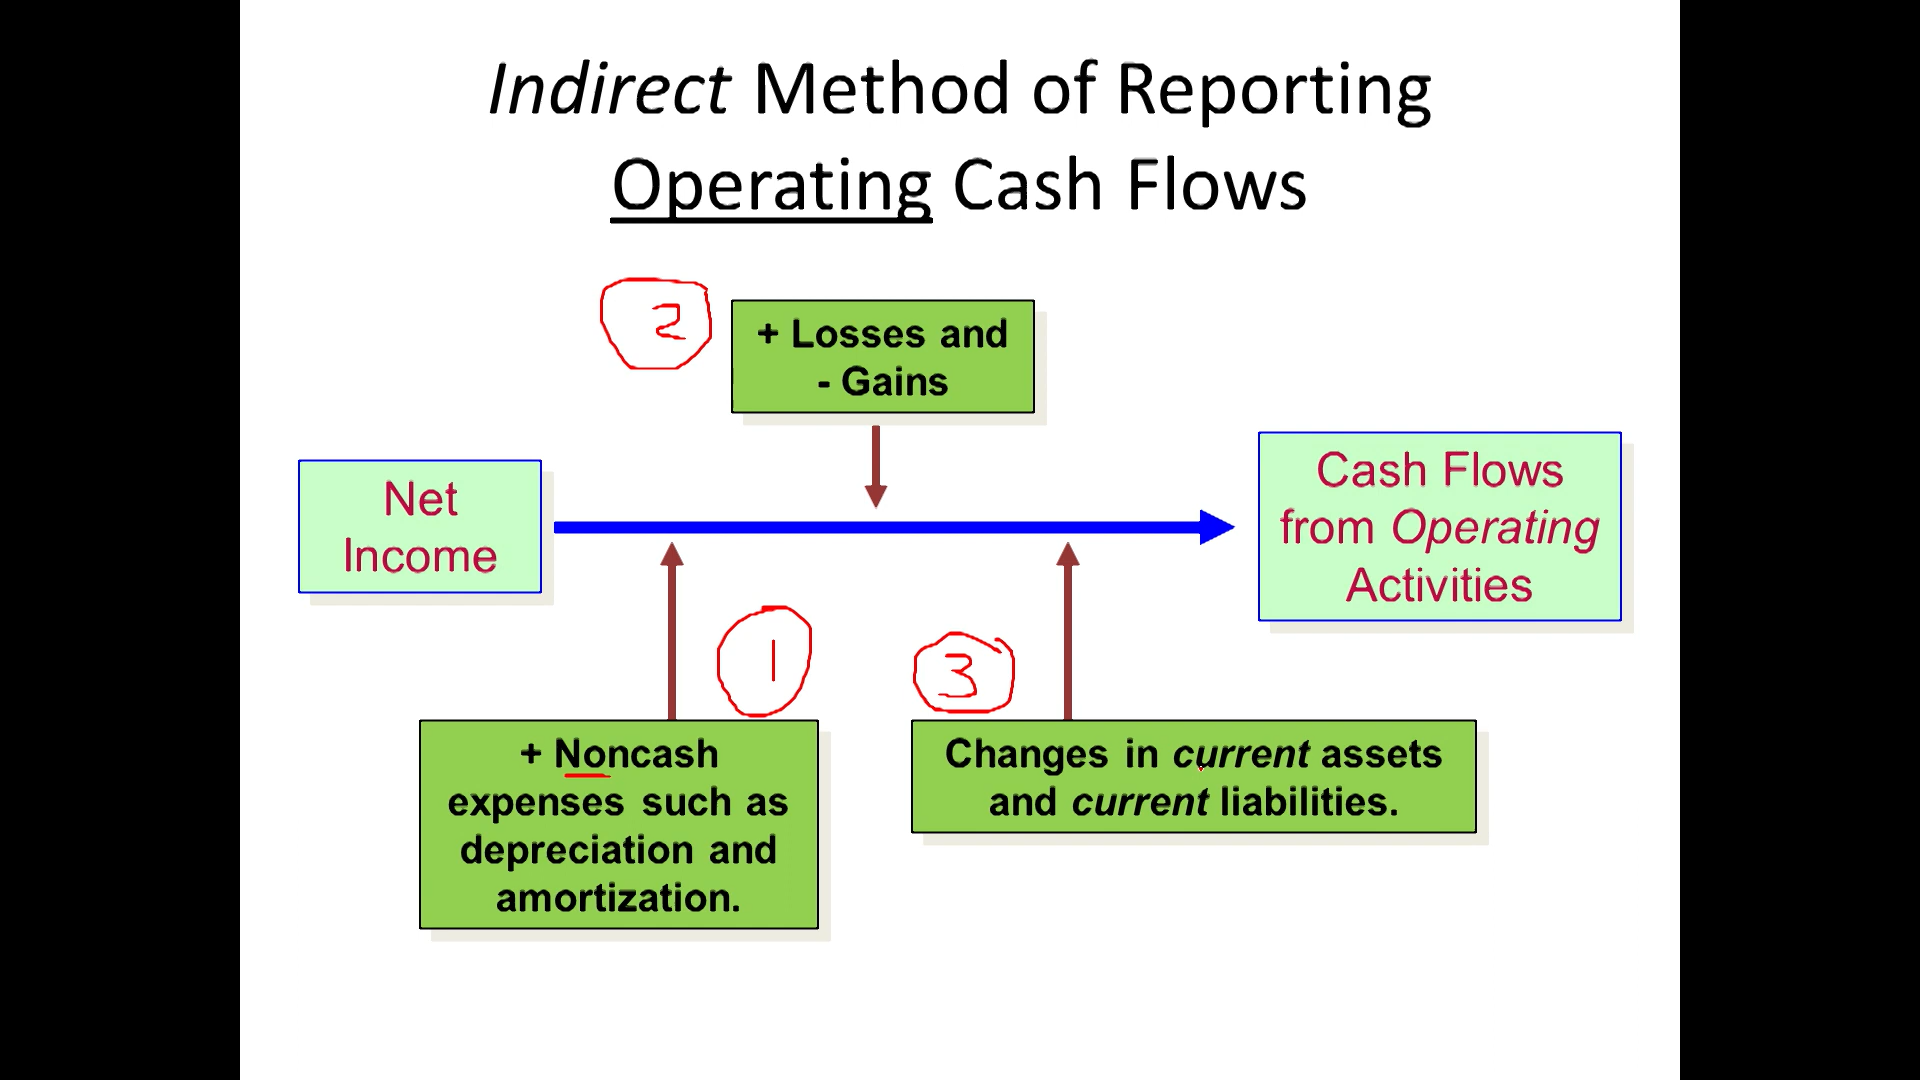 Indirect Method of Reporting
Operating Cash Flows
2
+ Losses and
- Gains
Net
Income
Cash Flows
from Operating
Activities
1
3
+ Noncash
expenses such as
depreciation and
amortization.
Changes in current assets
and current liabilities.